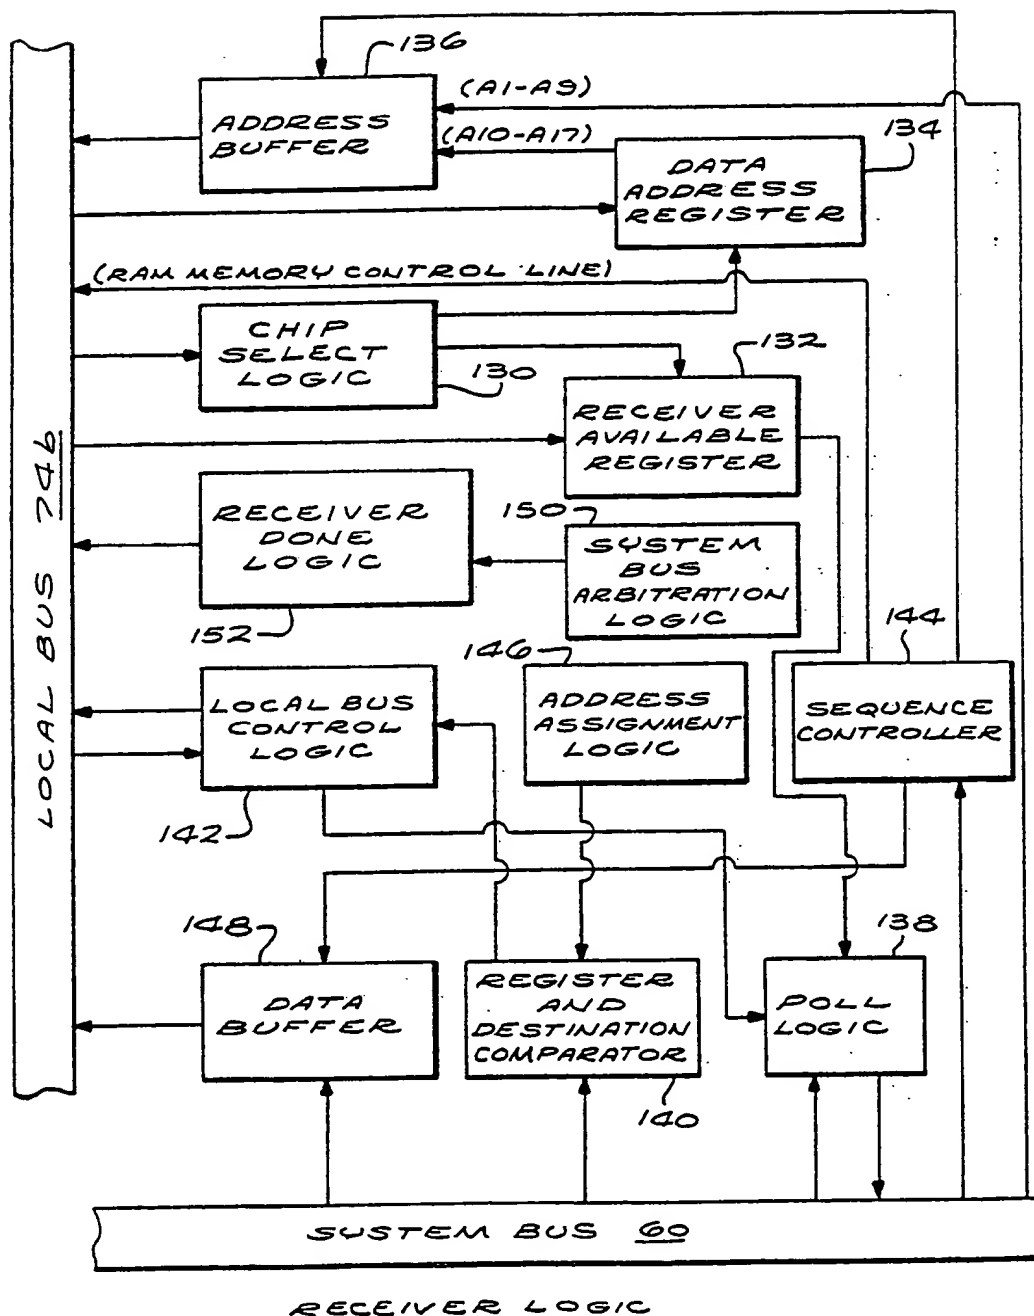 136
(A1-A9)
ADDRESS
BUFFER
(A10-A17)
134
DATA
ADDRESS
REGISTER
(RAM MEMORY CONTROL LINE)
CHIP
SELECT
LOGIC
130
132
RECEIVER
AVAILABLE
REGISTER
LOCAL BUS 74b
RECEIVER
DONE
LOGIC
152
150
SYSTEM
BUS
ARBITRATION
LOGIC
144
146
LOCAL BUS
CONTROL
LOGIC
142
ADDRESS
ASSIGNMENT
LOGIC
SEQUENCE
CONTROLLER
148
DATA
BUFFER
REGISTER
AND
DESTINATION
COMPARATOR
140
138
POLL
LOGIC
SYSTEM BUS 60
RECEIVER LOGIC